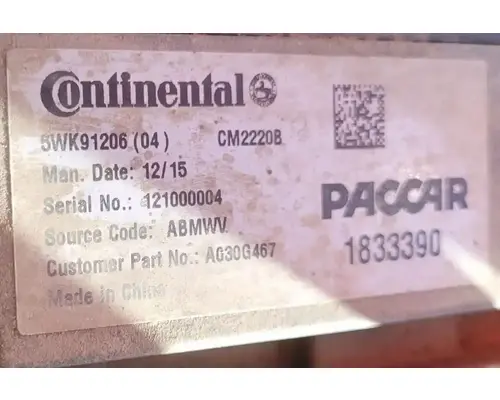 Continental
5WK91206 (04) CM2220B
Man. Date: 12/15
Serial No.: 121000004
Source Code: ABMWV
Customer Part No.: A030G467
Made in China
PACCAR
1833390